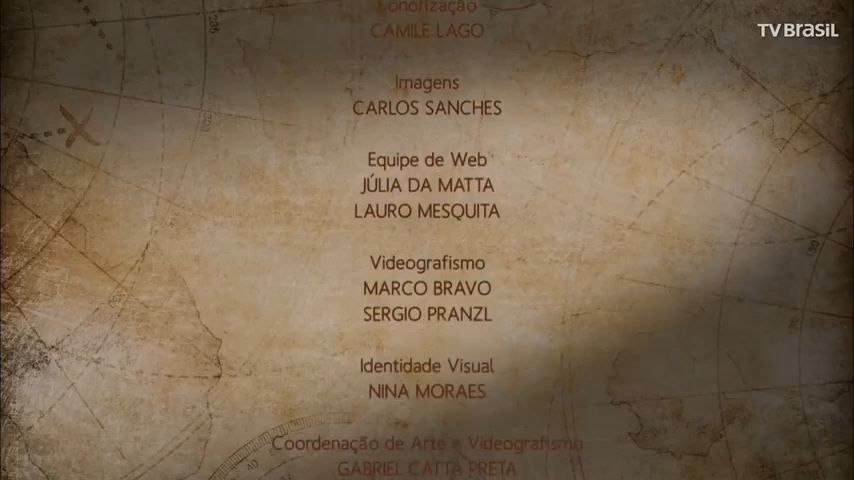 Sonorização
CAMILE LAGO
TV BRASIL
Imagens
CARLOS SANCHES
Equipe de Web
JÚLIA DA MATTA
LAURO MESQUITA
Videografismo
MARCO BRAVO
SERGIO PRANZL
Identidade Visual
NINA MORAES
Coordenação de Arte e Videografismo
GABRIEL CATTA PRETA